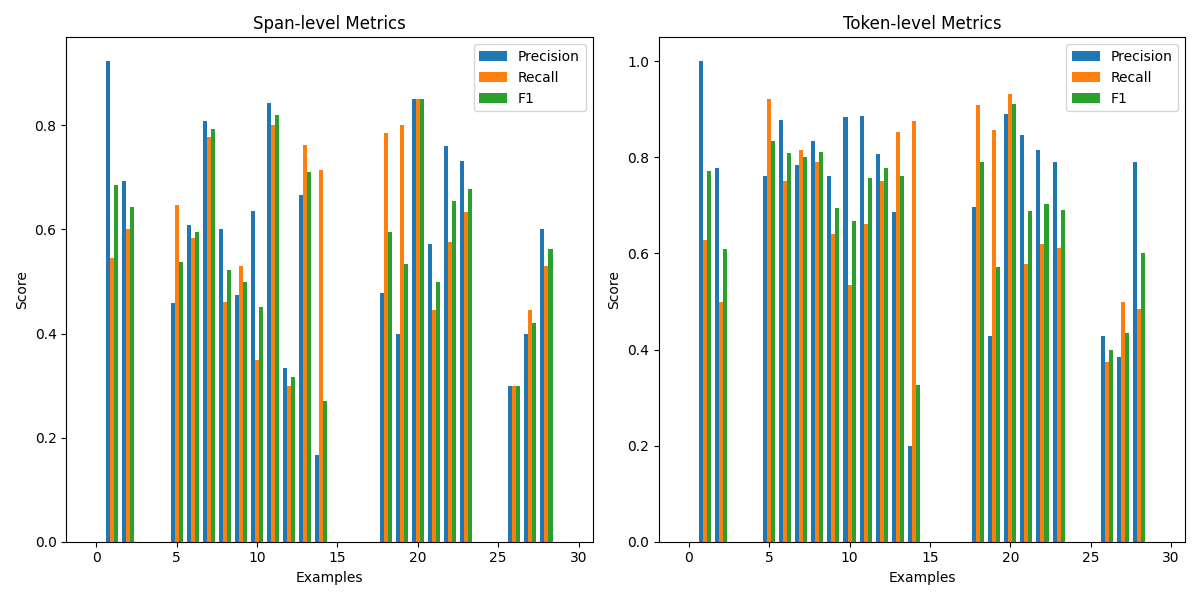 Span-level Metrics
Precision
Recall
F1
0.8
0.6
0.4
0.2
0.0
Score
0 5 10 15 20 25 30
Examples
Token-level Metrics
Precision
Recall
F1
1.0
0.8
0.6
0.4
0.2
0.0
Score
0 5 10 15 20 25 30
Examples